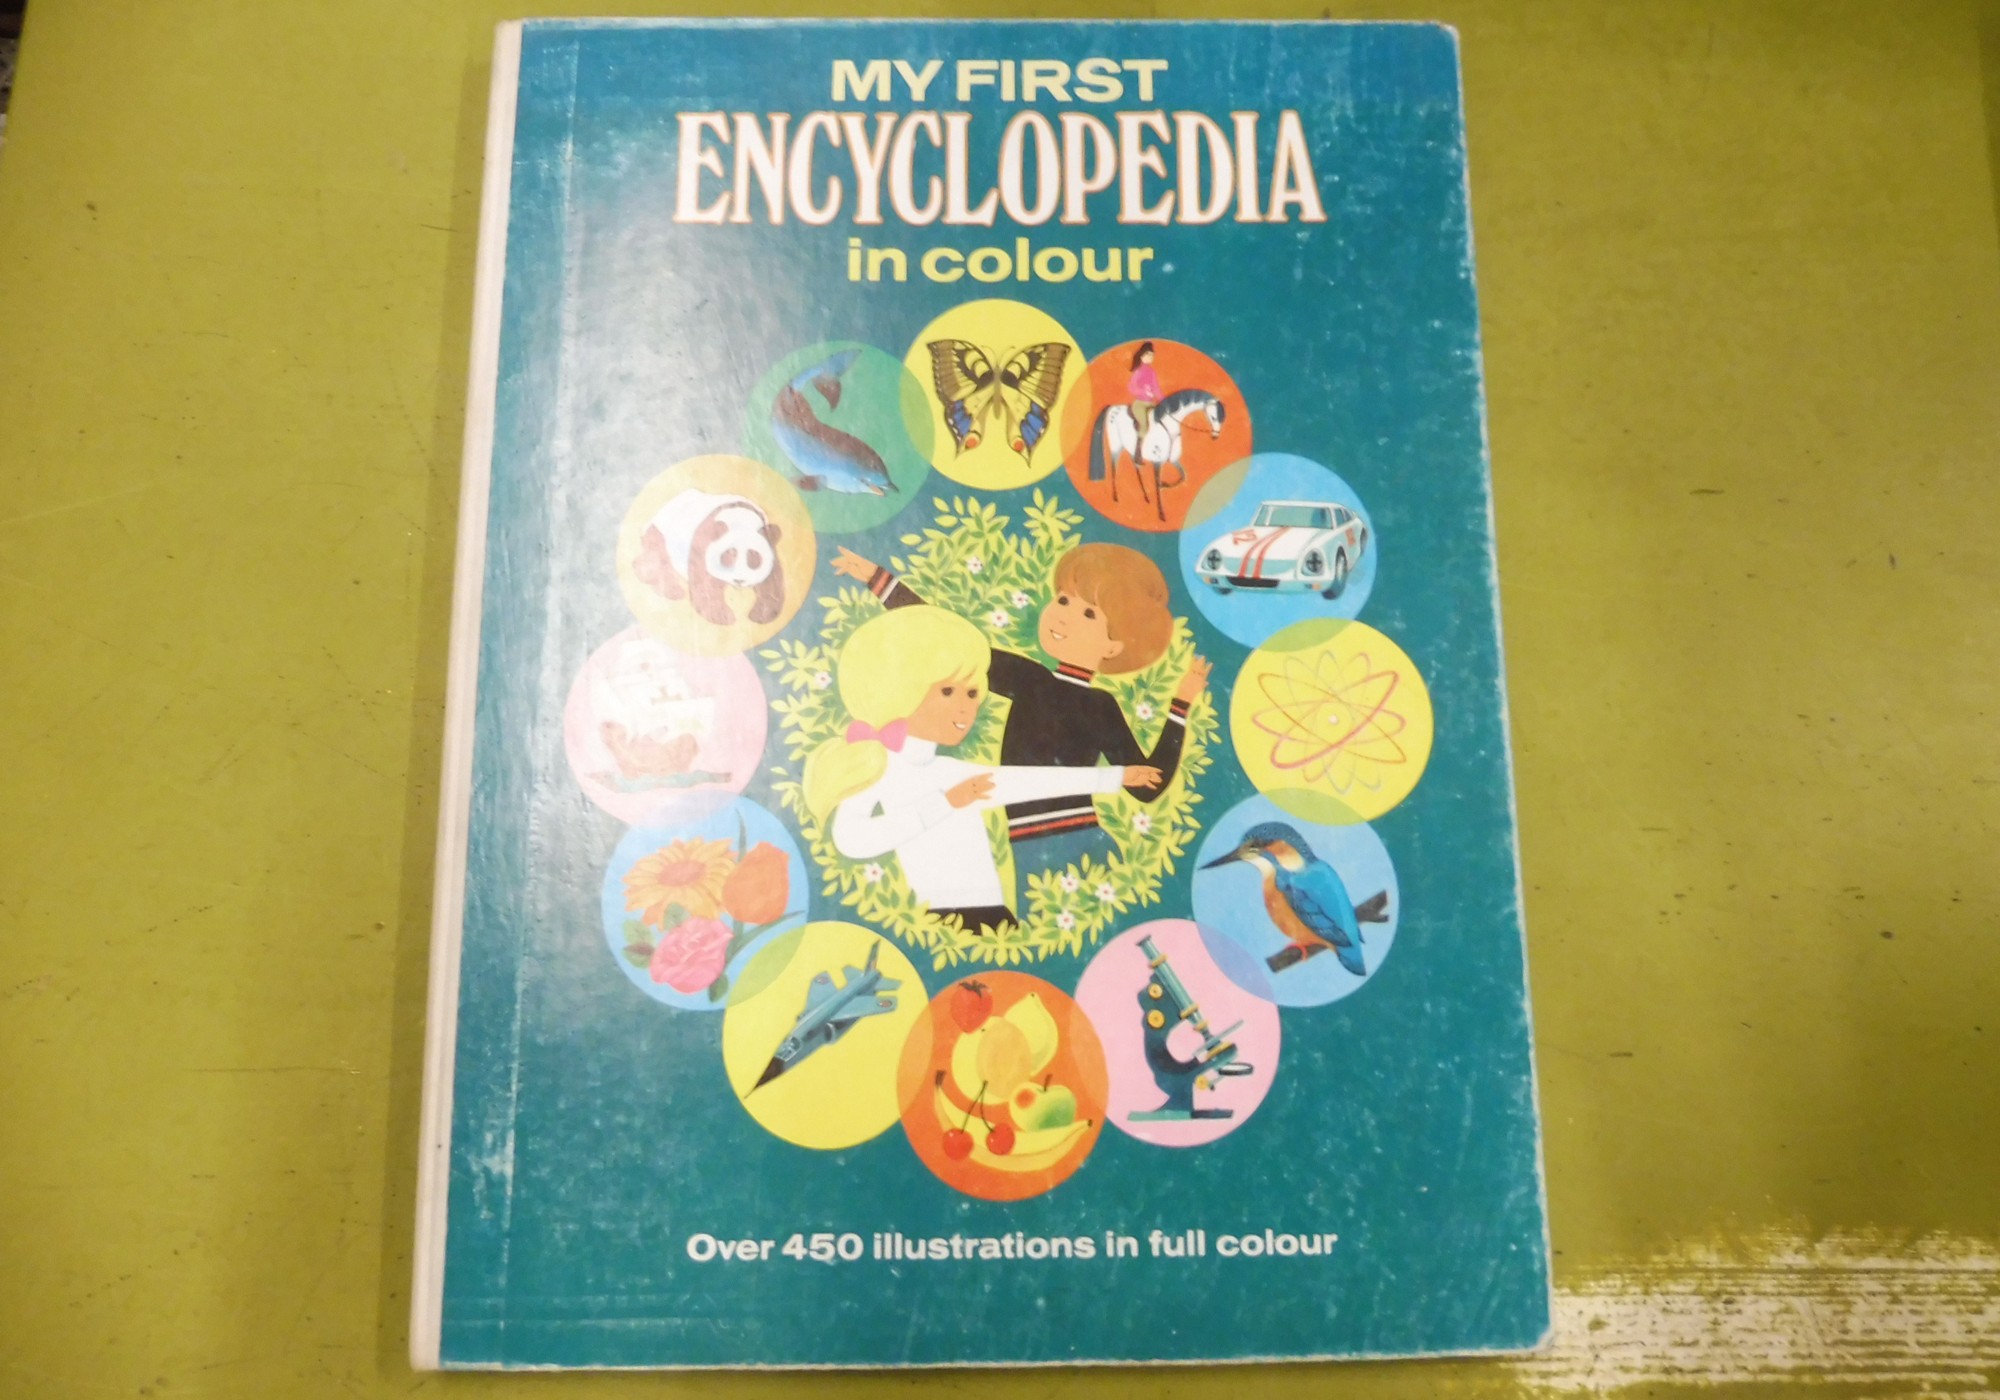 MY FIRST
ENCYCLOPEDIA
in colour
Over 450 illustrations in full colour